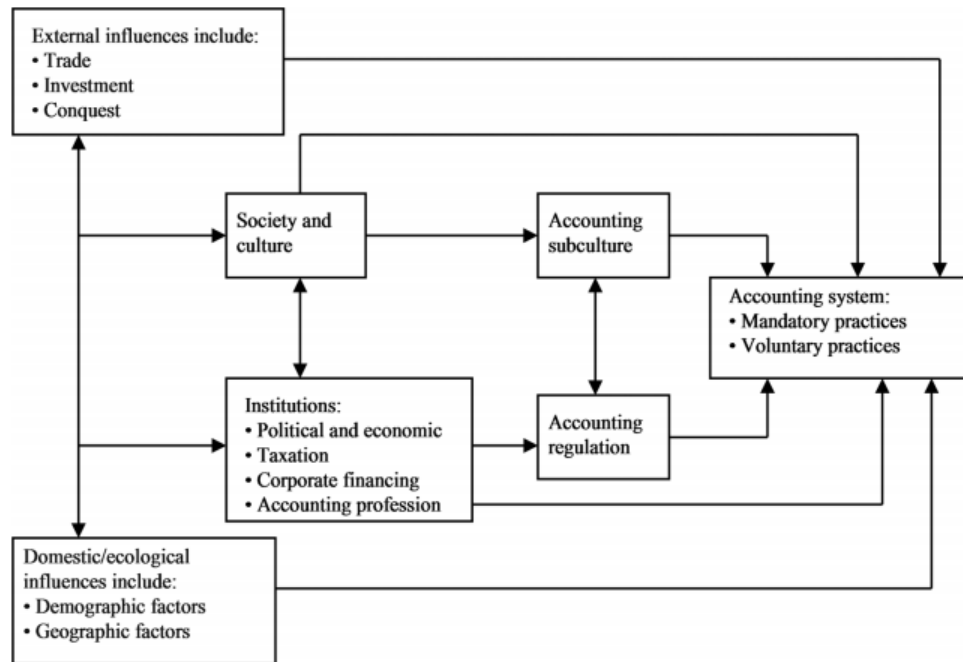 External influences include:
• Trade
• Investment
• Conquest
Society and
culture
Accounting
subculture
Accounting system:
• Mandatory practices
• Voluntary practices
Institutions:
• Political and economic
• Taxation
• Corporate financing
• Accounting profession
Accounting
regulation
Domestic/ecological
influences include:
• Demographic factors
• Geographic factors